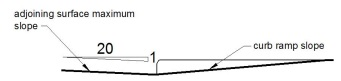 adjoining surface maximum
slope
20
1
curb ramp slope